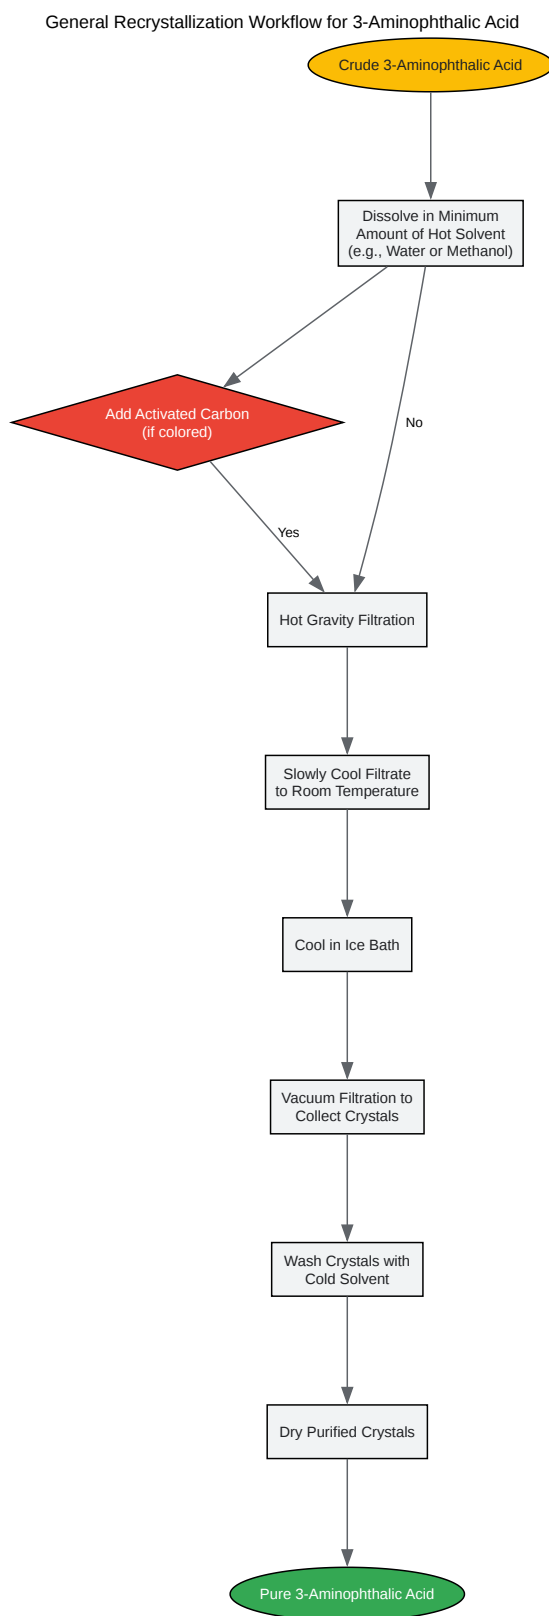 General Recrystallization Workflow for 3-Aminophthalic Acid
Crude 3-Aminophthalic Acid
Dissolve in Minimum
Amount of Hot Solvent
(e.g., Water or Methanol)
Add Activated Carbon
(if colored)
No
Yes
Hot Gravity Filtration
Slowly Cool Filtrate
to Room Temperature
Cool in Ice Bath
Vacuum Filtration to
Collect Crystals
Wash Crystals with
Cold Solvent
Dry Purified Crystals
Pure 3-Aminophthalic Acid